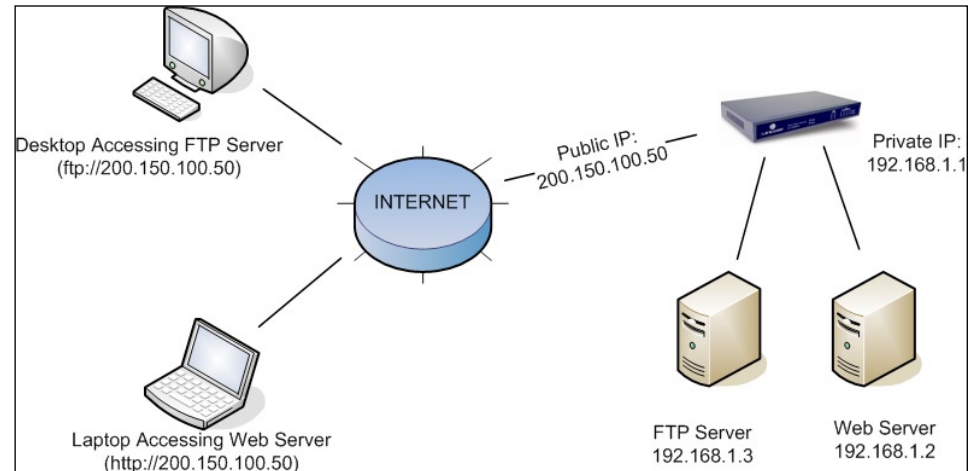 Desktop Accessing FTP Server
(ftp://200.150.100.50)
INTERNET
Public IP:
200.150.100.50
Private IP:
192.168.1.1
Laptop Accessing Web Server
(http://200.150.100.50)
FTP Server
192.168.1.3
Web Server
192.168.1.2